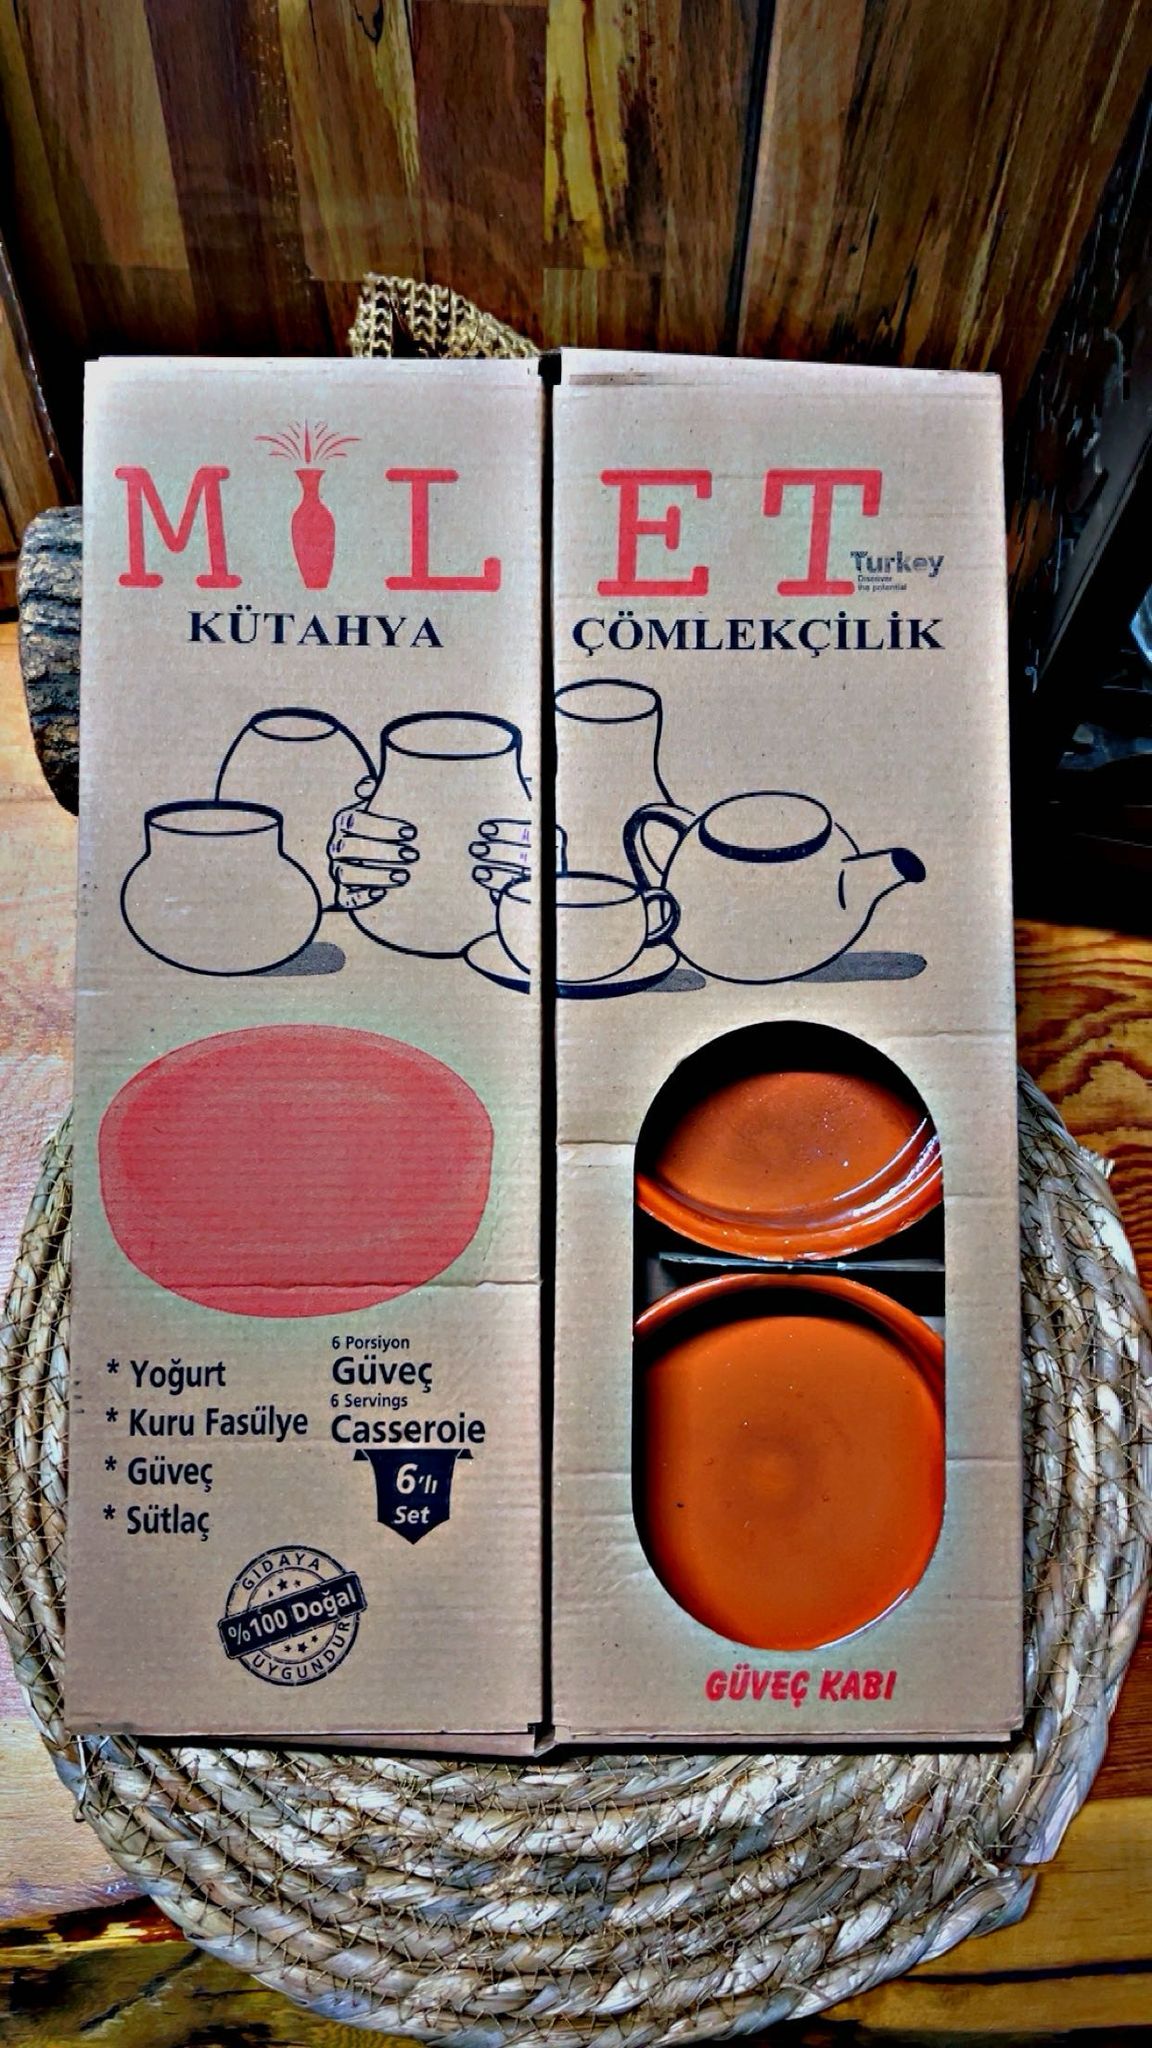 MİLET
Turkey
Discover
the potential
KÜTAHYA ÇÖMLEKÇİLİK
* Yoğurt
* Kuru Fasülye
* Güveç
* Sütlaç
6 Porsiyon
Güveç
6 Servings
Casseroie
6'lı
Set
GIDAYA
%100 Doğal
UYGUNDUR
GÜVEÇ KABI